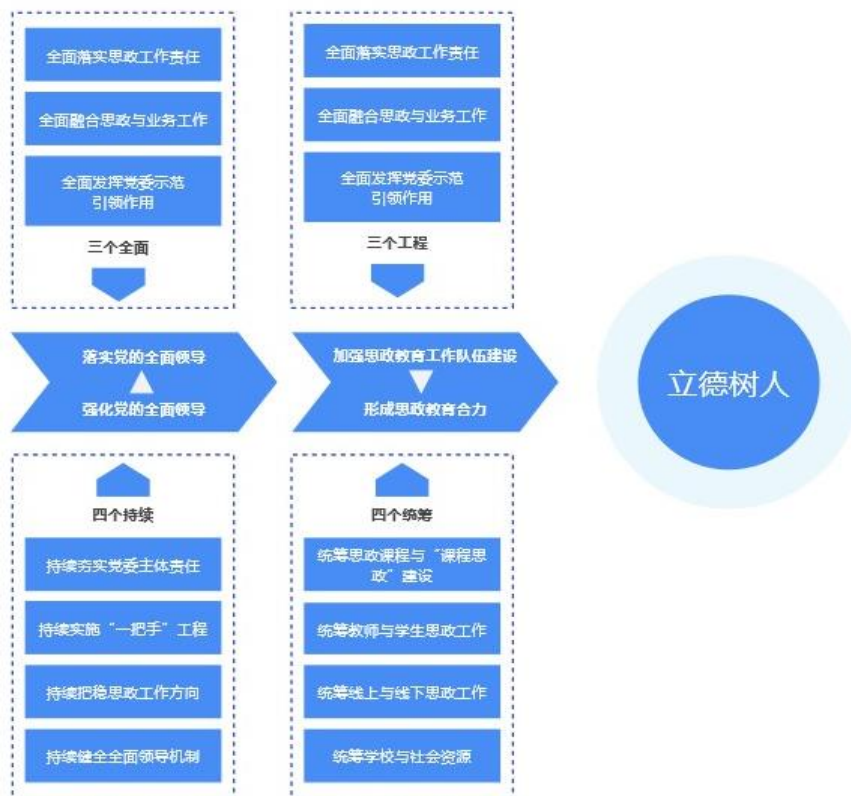 全面落实思政工作责任
全面融合思政与业务工作
全面发挥党委示范
引领作用
三个全面
全面落实思政工作责任
全面融合思政与业务工作
全面发挥党委示范
引领作用
三个工程
落实党的全面领导
强化党的全面领导
加强思政教育工作队伍建设
形成思政教育合力
立德树人
四个持续
持续夯实党委主体责任
持续实施“一把手”工程
持续把稳思政工作方向
持续健全全面领导机制
四个统筹
统筹思政课程与“课程思
政”建设
统筹教师与学生思政工作
统筹线上与线下思政工作
统筹学校与社会资源